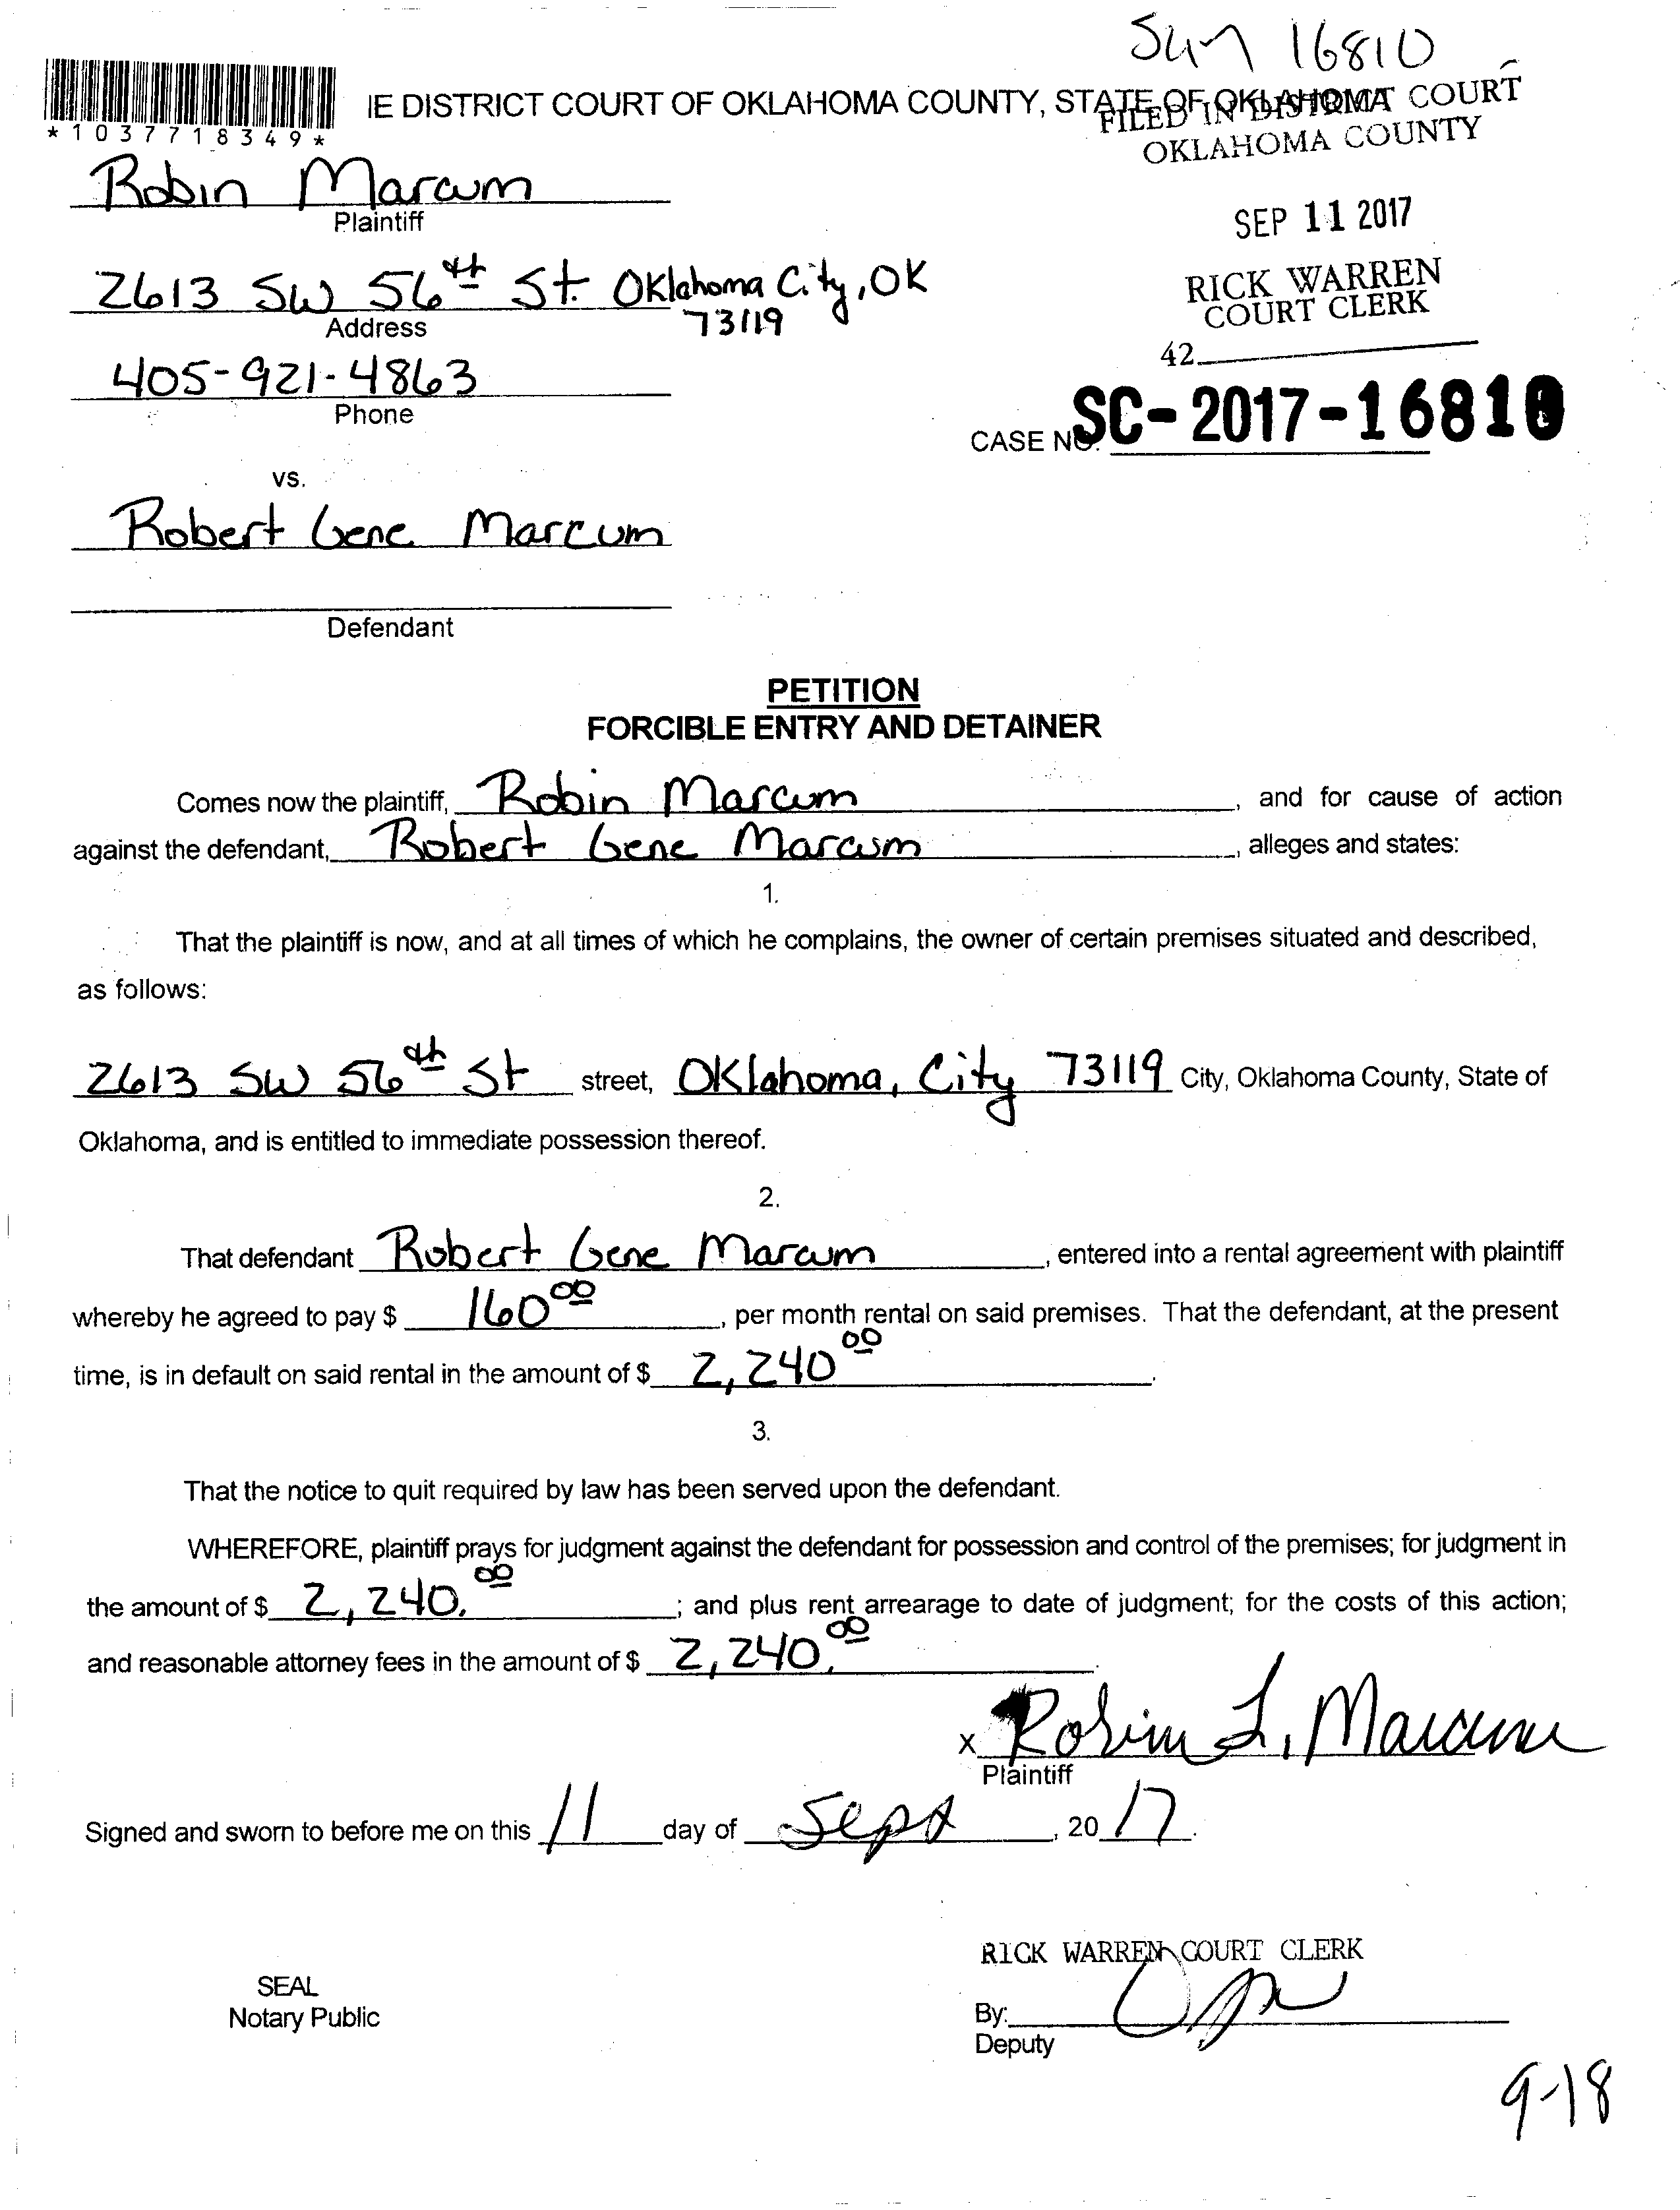 Sun 16810
*1037718349*
IE DISTRICT COURT OF OKLAHOMA COUNTY, STATE OF OKLAHOMA
FILED IN DISTRICT COURT
OKLAHOMA COUNTY
Robin Marcum
Plaintiff
SEP 11 2017
2613 SW 56th St. Oklahoma City, OK
73119
Address
RICK WARREN
COURT CLERK
42
405-921-4863
Phone
CASE NO. SC-2017-16810
vs.
Robert Gene Marcum
Defendant
PETITION
FORCIBLE ENTRY AND DETAINER
Comes now the plaintiff, Robin Marcum, and for cause of action
against the defendant, Robert Gene Marcum, alleges and states:
1.
That the plaintiff is now, and at all times of which he complains, the owner of certain premises situated and described,
as follows:
2613 SW 56th St street, Oklahoma, City 73119 City, Oklahoma County, State of
Oklahoma, and is entitled to immediate possession thereof.
2.
That defendant Robert Gene Marcum, entered into a rental agreement with plaintiff
whereby he agreed to pay $ 160 00, per month rental on said premises. That the defendant, at the present
time, is in default on said rental in the amount of $ 2,240 00.
3.
That the notice to quit required by law has been served upon the defendant.
WHEREFORE, plaintiff prays for judgment against the defendant for possession and control of the premises; for judgment in
the amount of $ 2,240.00; and plus rent arrearage to date of judgment; for the costs of this action;
and reasonable attorney fees in the amount of $ 2,240.00.
x Robin L. Marcum
Plaintiff
Signed and sworn to before me on this 11 day of Sept, 20 17.
RICK WARREN COURT CLERK
SEAL
Notary Public
By:
Deputy
9-18